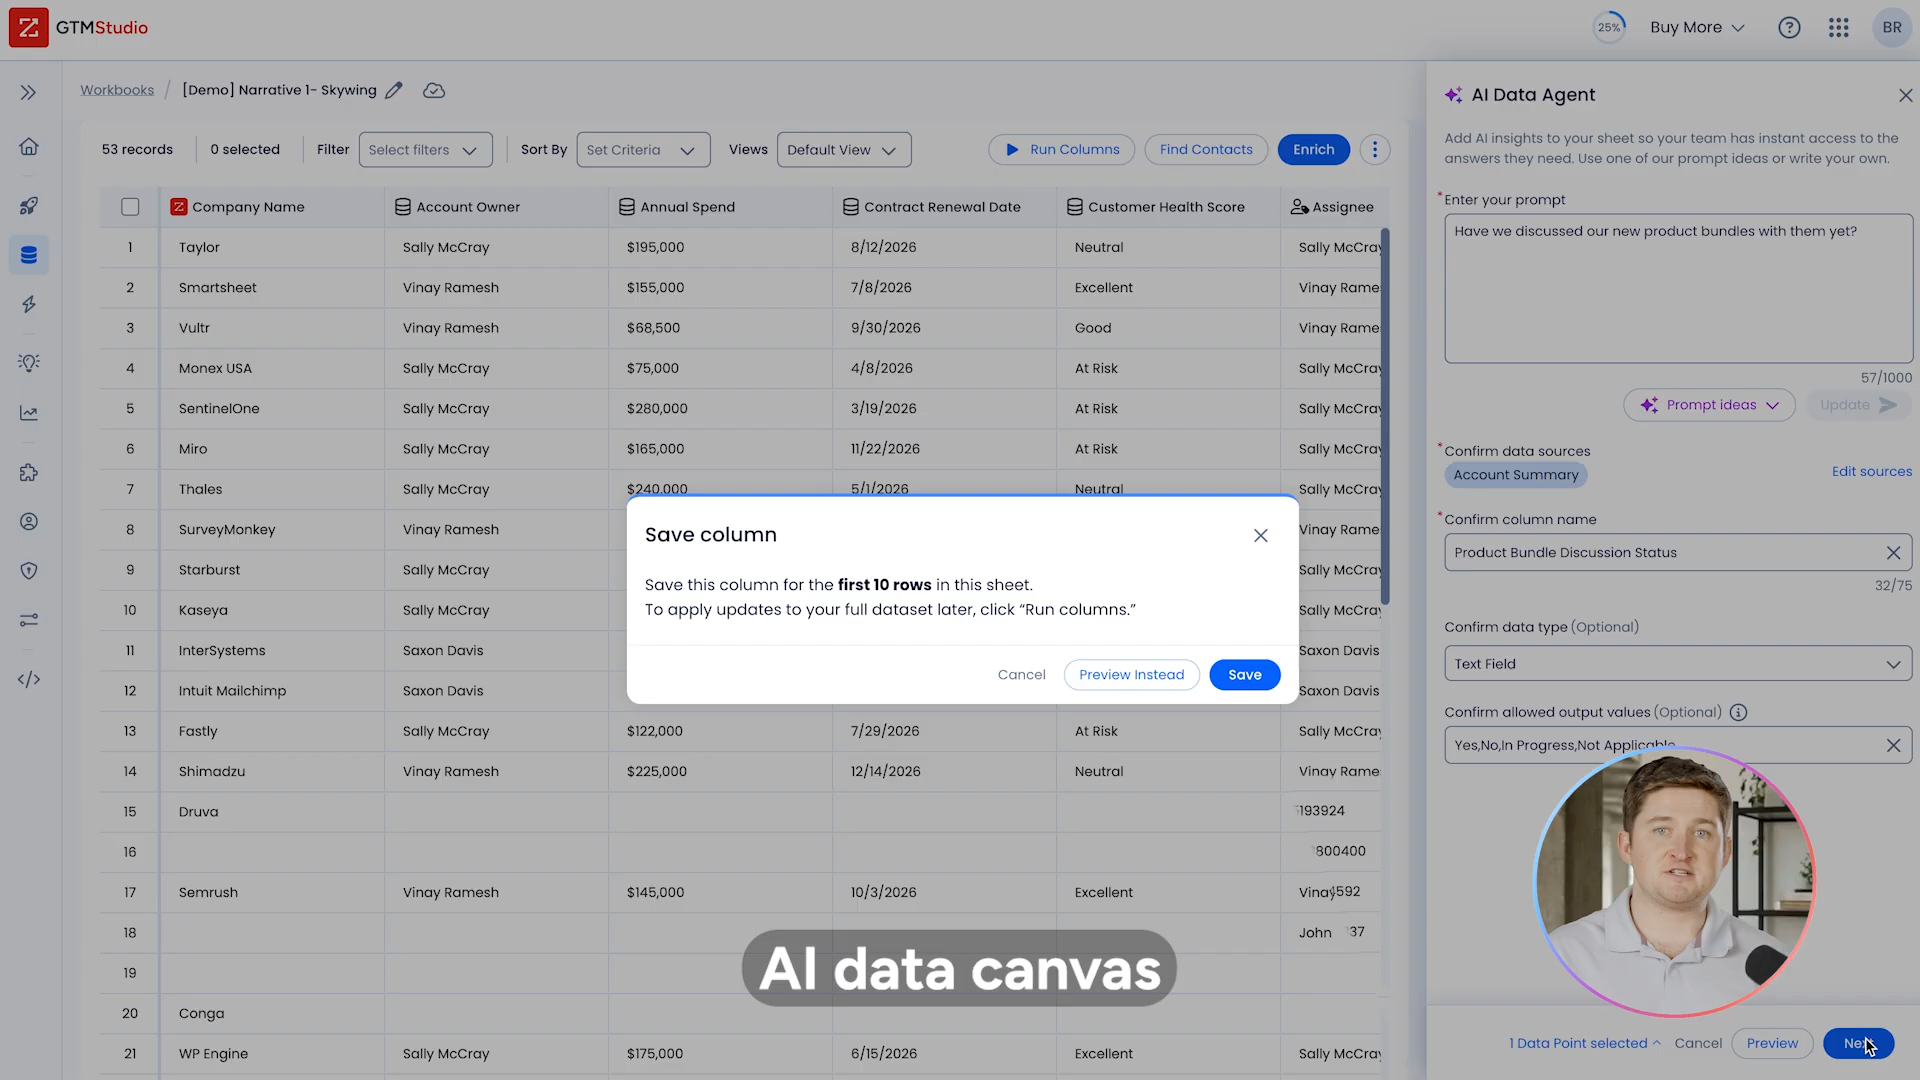 GTMStudio
25%
Buy More
BR
Workbooks / [Demo] Narrative 1- Skywing
53 records
0 selected
Filter
Select filters
Sort By
Set Criteria
Views
Default View
Run Columns
Find Contacts
Enrich
Company Name Account Owner Annual Spend Contract Renewal Date Customer Health Score Assignee
1 Taylor Sally McCray $195,000 8/12/2026 Neutral Sally McCray
2 Smartsheet Vinay Ramesh $155,000 7/8/2026 Excellent Vinay Rame
3 Vultr Vinay Ramesh $68,500 9/30/2026 Good Vinay Rame
4 Monex USA Sally McCray $75,000 4/8/2026 At Risk Sally McCray
5 SentinelOne Sally McCray $280,000 3/19/2026 At Risk Sally McCray
6 Miro Sally McCray $165,000 11/22/2026 At Risk Sally McCray
7 Thales Sally McCray $240,000 5/1/2026 Neutral Sally McCray
8 SurveyMonkey Vinay Ramesh Vinay Rame
9 Starburst Sally McCray Sally McCray
10 Kaseya Sally McCray Sally McCray
11 InterSystems Saxon Davis Saxon Davis
12 Intuit Mailchimp Saxon Davis Saxon Davis
13 Fastly Sally McCray $122,000 7/29/2026 At Risk Sally McCray
14 Shimadzu Vinay Ramesh $225,000 12/14/2026 Neutral Vinay Rame
15 Druva 193924
16 800400
17 Semrush Vinay Ramesh $145,000 10/3/2026 Excellent Vinay 592
18 John 37
19
20 Conga
21 WP Engine Sally McCray $175,000 6/15/2026 Excellent Sally McCray
Save column
Save this column for the first 10 rows in this sheet.
To apply updates to your full dataset later, click “Run columns.”
Cancel
Preview Instead
Save
AI data canvas
AI Data Agent
Add AI insights to your sheet so your team has instant access to the
answers they need. Use one of our prompt ideas or write your own.
*Enter your prompt
Have we discussed our new product bundles with them yet?
57/1000
Prompt ideas
Update
*Confirm data sources
Account Summary
Edit sources
*Confirm column name
Product Bundle Discussion Status
32/75
Confirm data type (Optional)
Text Field
Confirm allowed output values (Optional)
Yes,No,In Progress,Not Applicable
1 Data Point selected
Cancel
Preview